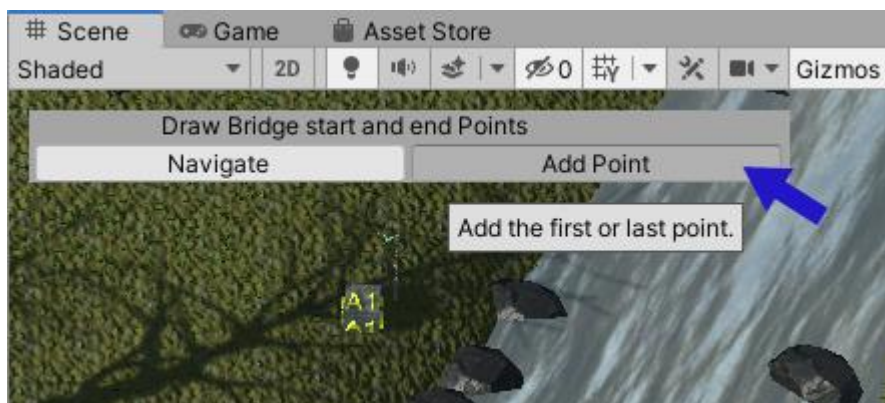 Scene Game Asset Store
Shaded 2D 0 Gizmos
Draw Bridge start and end Points
Navigate Add Point
Add the first or last point.
A1
A1